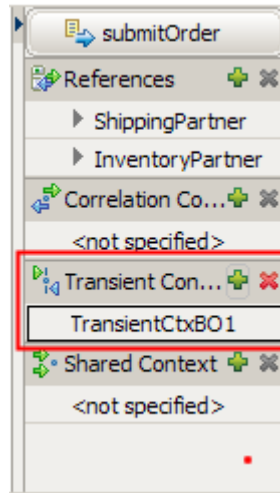 submitOrder
References
ShippingPartner
InventoryPartner
Correlation Co...
<not specified>
Transient Con...
TransientCtxBO1
Shared Context
<not specified>